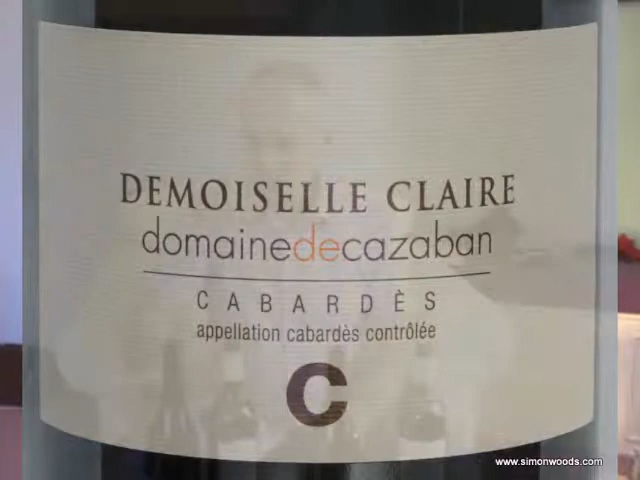 DEMOISELLE CLAIRE
domainedecazaban
CABARDÈS
appellation cabardès contrôlée
C
www.simonwoods.com